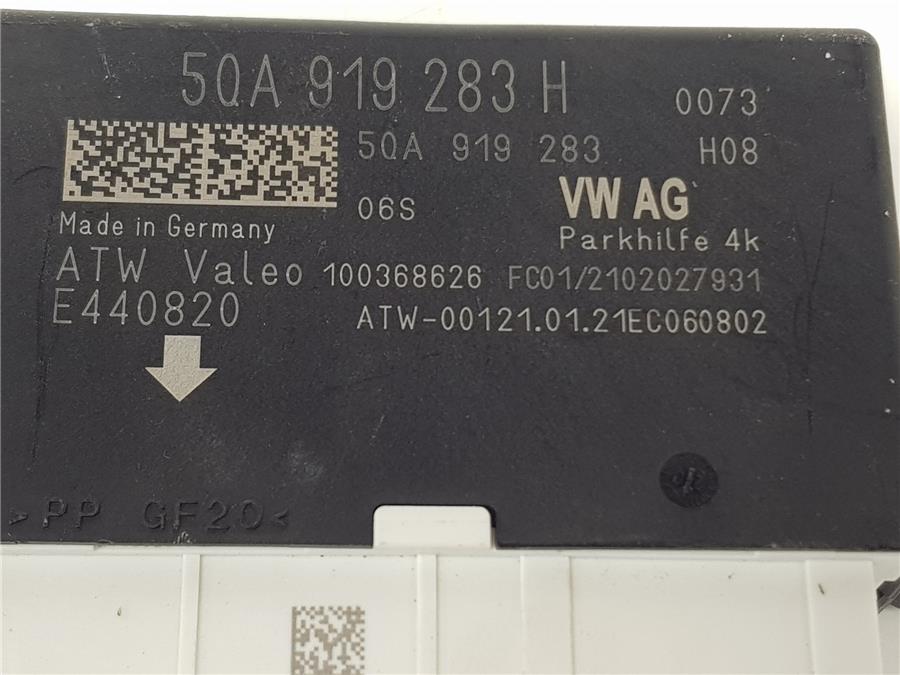 5QA 919 283 H 0073
5QA 919 283 H08
06S VW AG
Made in Germany Parkhilfe 4k
ATW Valeo 100368626 FC01/2102027931
E440820 ATW-00121.01.21EC060802
>PP GF20<